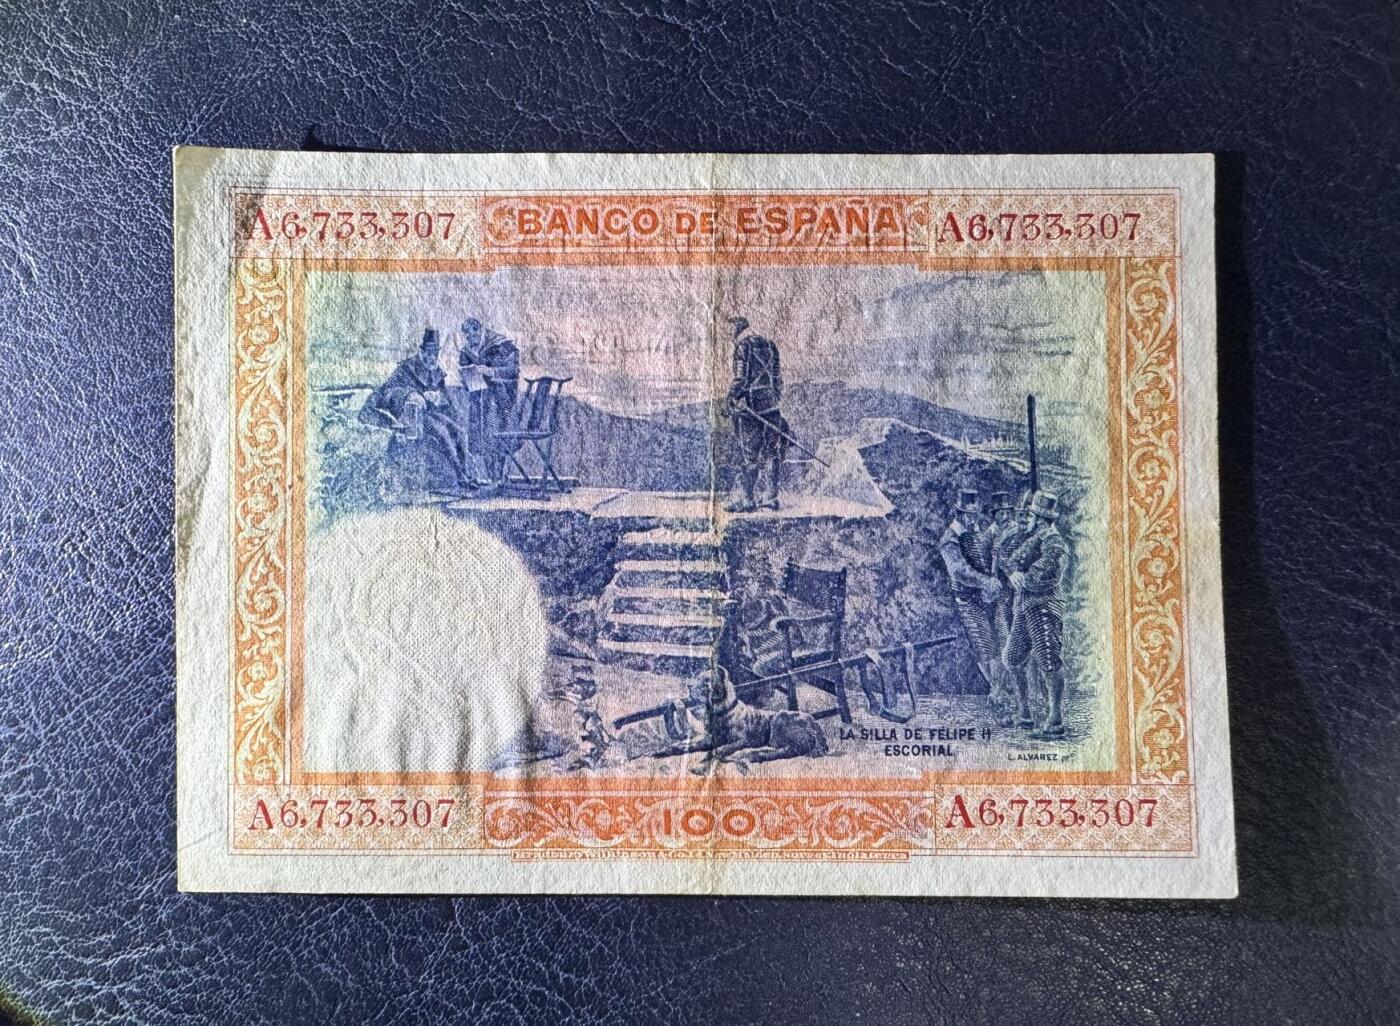 A6,733,307 BANCO DE ESPAÑA A6,733,307
LA SILLA DE FELIPE II
ESCORIAL
L. ALVAREZ
A6,733,307 100 A6,733,307